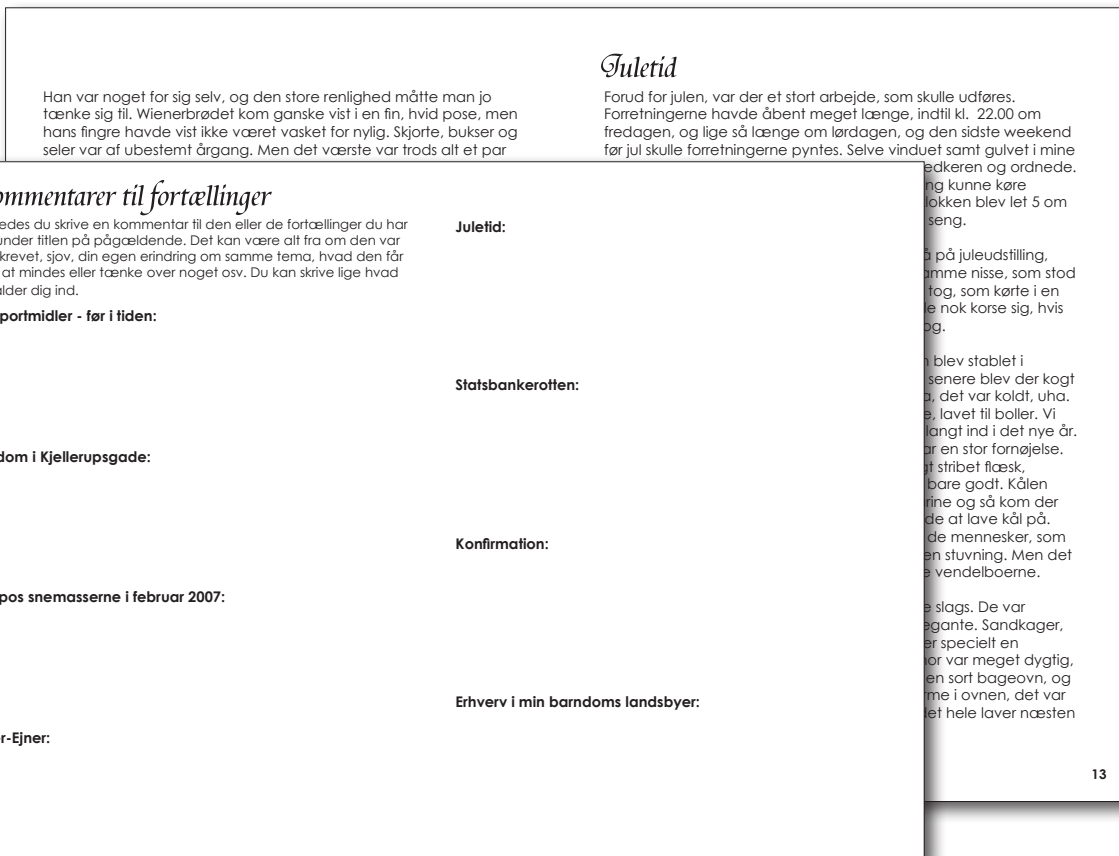 Han var noget for sig selv, og den store renlighed måtte man jo
tænke sig til. Wienerbrødet kom ganske vist i en fin, hvid pose, men
hans fingre havde vist ikke været vasket for nylig. Skjorte, bukser og
seler var af ubestemt årgang. Men det værste var trods alt et par
Juletid
Forud for julen, var der et stort arbejde, som skulle udføres.
Forretningerne havde åbent meget længe, indtil kl. 22.00 om
fredagen, og lige så længe om lørdagen, og den sidste weekend
før jul skulle forretningerne pyntes. Selve vinduet samt gulvet i mine
edkeren og ordnede.
ng kunne køre
lokken blev let 5 om
seng.
å på juleudstilling,
amme nisse, som stod
tog, som kørte i en
e nok korse sig, hvis
og.
n blev stablet i
senere blev der kogt
a, det var koldt, uha.
e, lavet til boller. Vi
langt ind i det nye år.
ar en stor fornøjelse.
gt stribet flæsk,
bare godt. Kålen
rine og så kom der
de at lave kål på.
de mennesker, som
en stuvning. Men det
e vendelboerne.
e slags. De var
egante. Sandkager,
er specielt en
nor var meget dygtig,
en sort bageovn, og
rme i ovnen, det var
det hele laver næsten
13
ommentarer til fortællinger
edes du skrive en kommentar til den eller de fortællinger du har
under titlen på pågældende. Det kan være alt fra om den var
krevet, sjov, din egen erindring om samme tema, hvad den får
at mindes eller tænke over noget osv. Du kan skrive lige hvad
alder dig ind.
portmidler - før i tiden:
dom i Kjellerupsgade:
pos snemasserne i februar 2007:
r-Ejner:
Juletid:
Statsbankerotten:
Konfirmation:
Erhverv i min barndoms landsbyer: